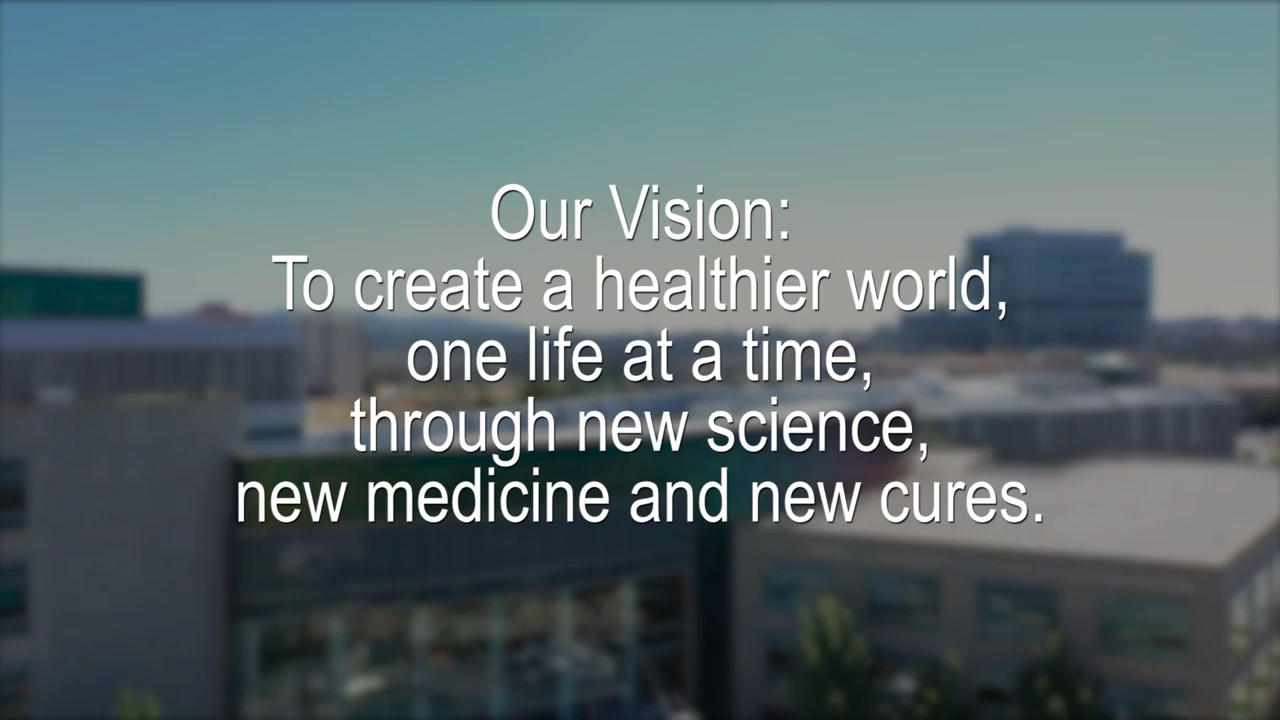 Our Vision:
To create a healthier world,
one life at a time,
through new science,
new medicine and new cures.